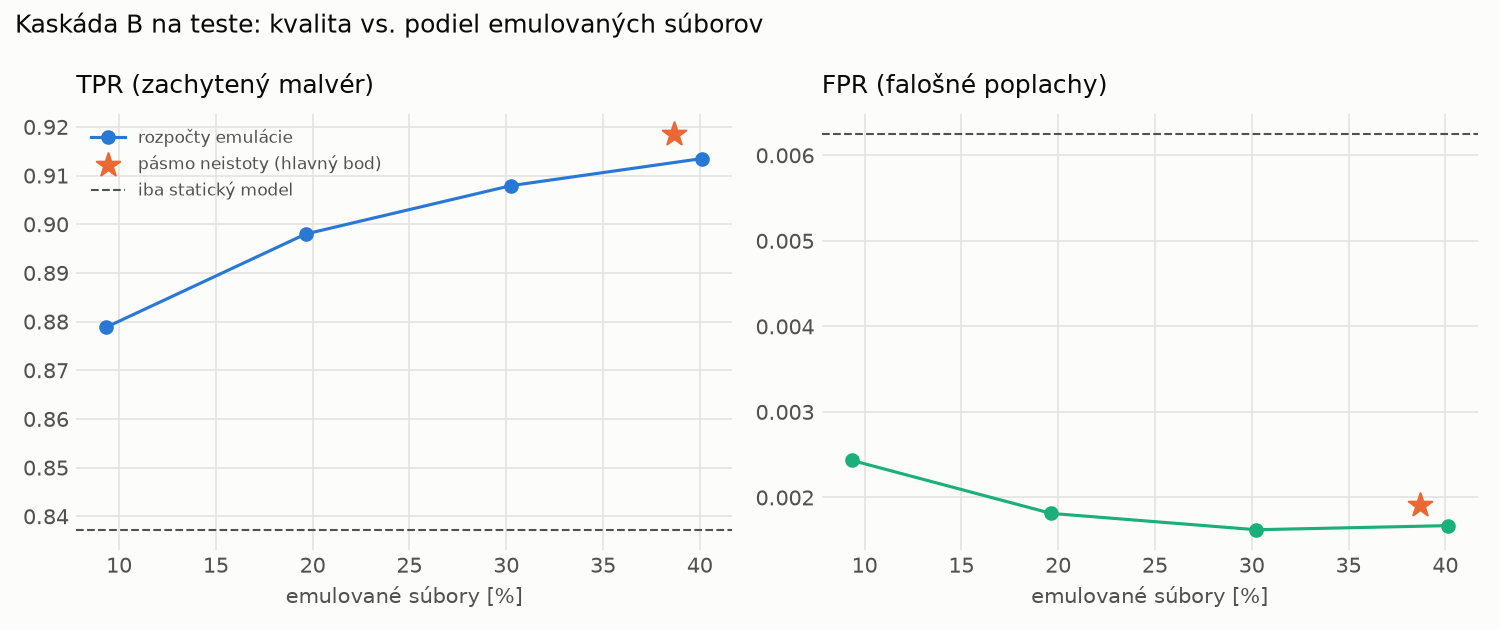 Kaskáda B na teste: kvalita vs. podiel emulovaných súborov
TPR (zachytený malvér)
0.92
0.91
0.90
0.89
0.88
0.87
0.86
0.85
0.84
rozpočty emulácie
pásmo neistoty (hlavný bod)
iba statický model
10 15 20 25 30 35 40
emulované súbory [%]
FPR (falošné poplachy)
0.006
0.005
0.004
0.003
0.002
10 15 20 25 30 35 40
emulované súbory [%]